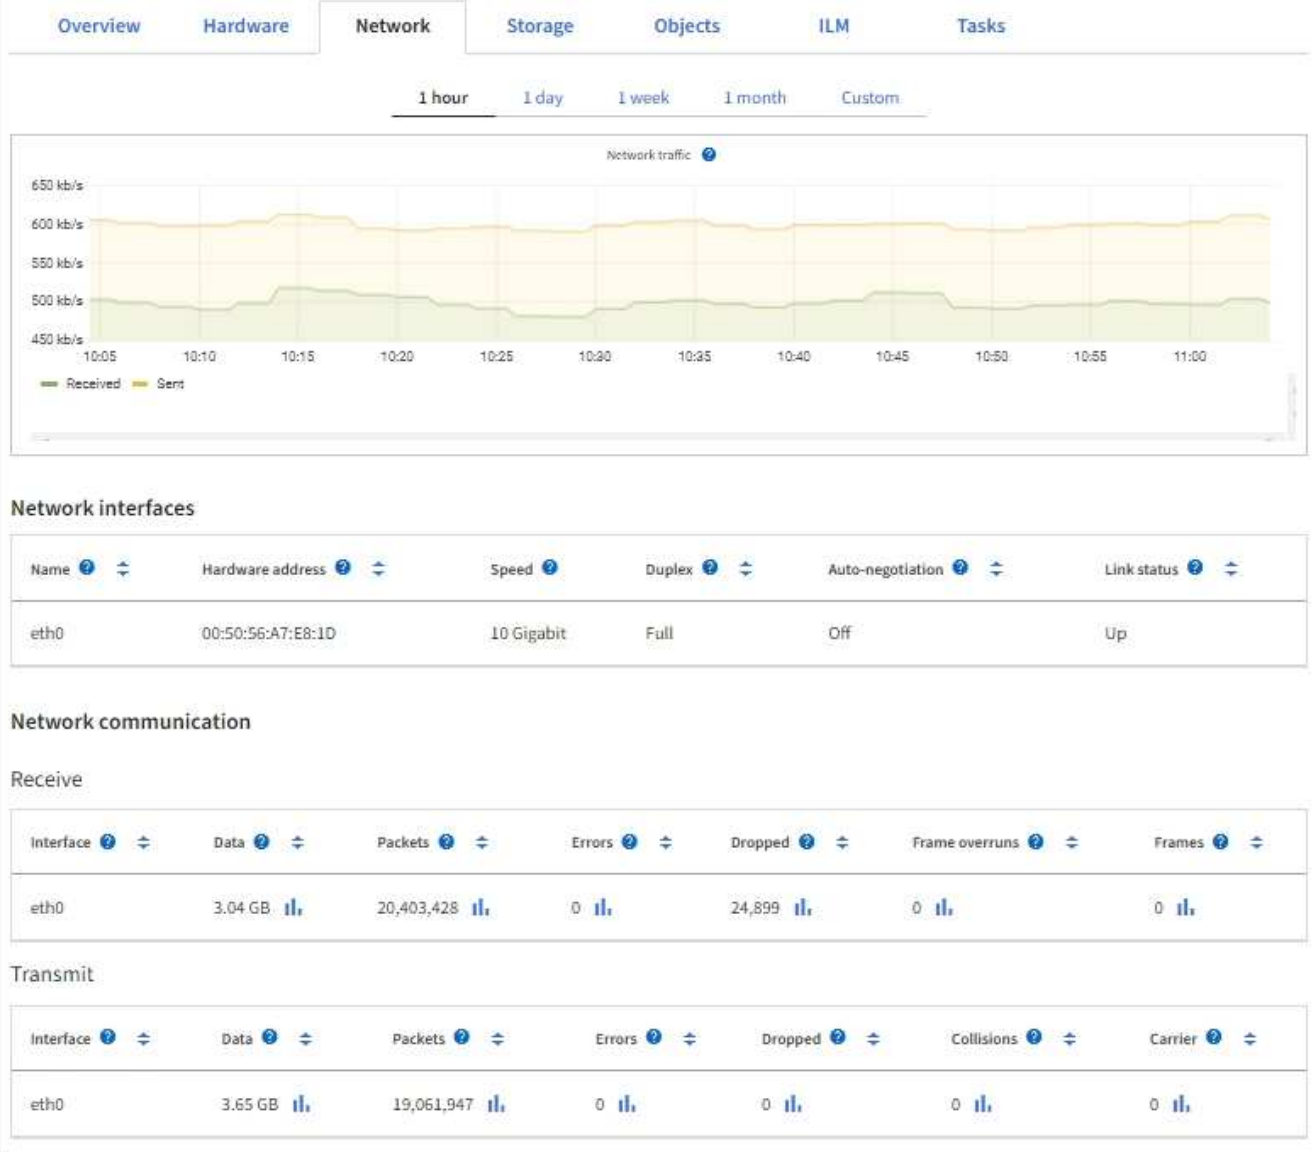 Overview Hardware Network Storage Objects ILM Tasks
1 hour 1 day 1 week 1 month Custom
Network traffic ?
650 kb/s
600 kb/s
550 kb/s
500 kb/s
450 kb/s
10:05 10:10 10:15 10:20 10:25 10:30 10:35 10:40 10:45 10:50 10:55 11:00
Received Sent
Network interfaces
Name ? Hardware address ? Speed ? Duplex ? Auto-negotiation ? Link status ?
eth0 00:50:56:A7:E8:1D 10 Gigabit Full Off Up
Network communication
Receive
Interface ? Data ? Packets ? Errors ? Dropped ? Frame overruns ? Frames ?
eth0 3.04 GB 20,403,428 0 24,899 0 0
Transmit
Interface ? Data ? Packets ? Errors ? Dropped ? Collisions ? Carrier ?
eth0 3.65 GB 19,061,947 0 0 0 0